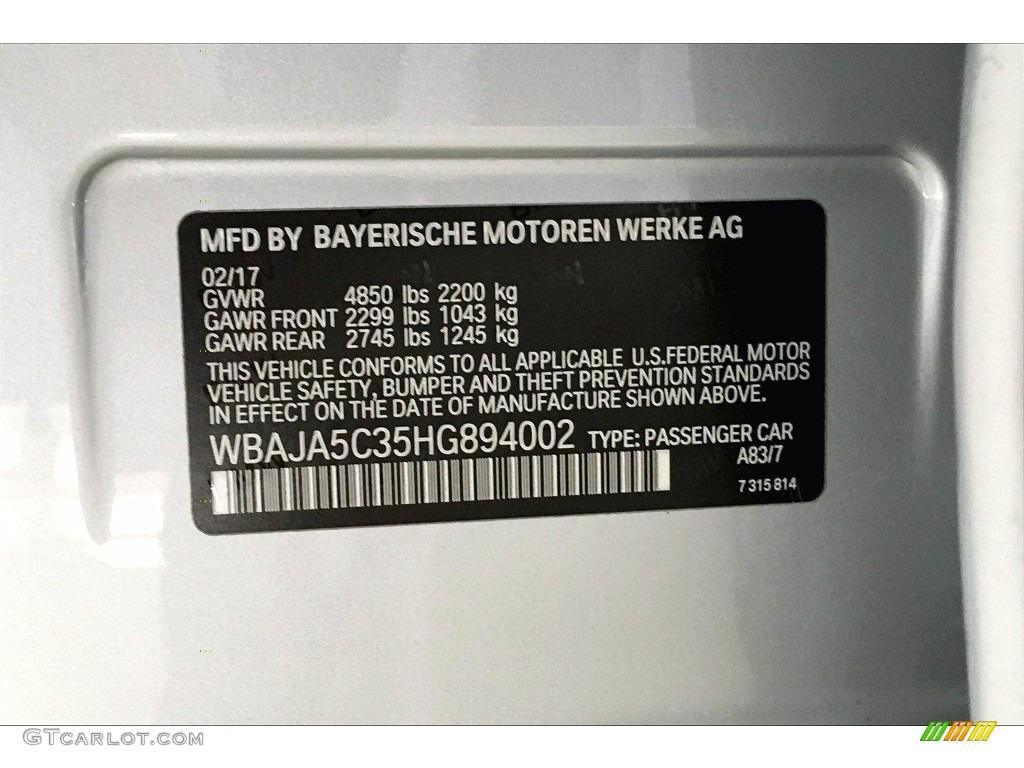 MFD BY BAYERISCHE MOTOREN WERKE AG
02/17
GVWR 4850 lbs 2200 kg
GAWR FRONT 2299 lbs 1043 kg
GAWR REAR 2745 lbs 1245 kg
THIS VEHICLE CONFORMS TO ALL APPLICABLE U.S.FEDERAL MOTOR
VEHICLE SAFETY, BUMPER AND THEFT PREVENTION STANDARDS
IN EFFECT ON THE DATE OF MANUFACTURE SHOWN ABOVE.
WBAJA5C35HG894002 TYPE: PASSENGER CAR
A83/7
7 315 814
GTCARLOT.COM